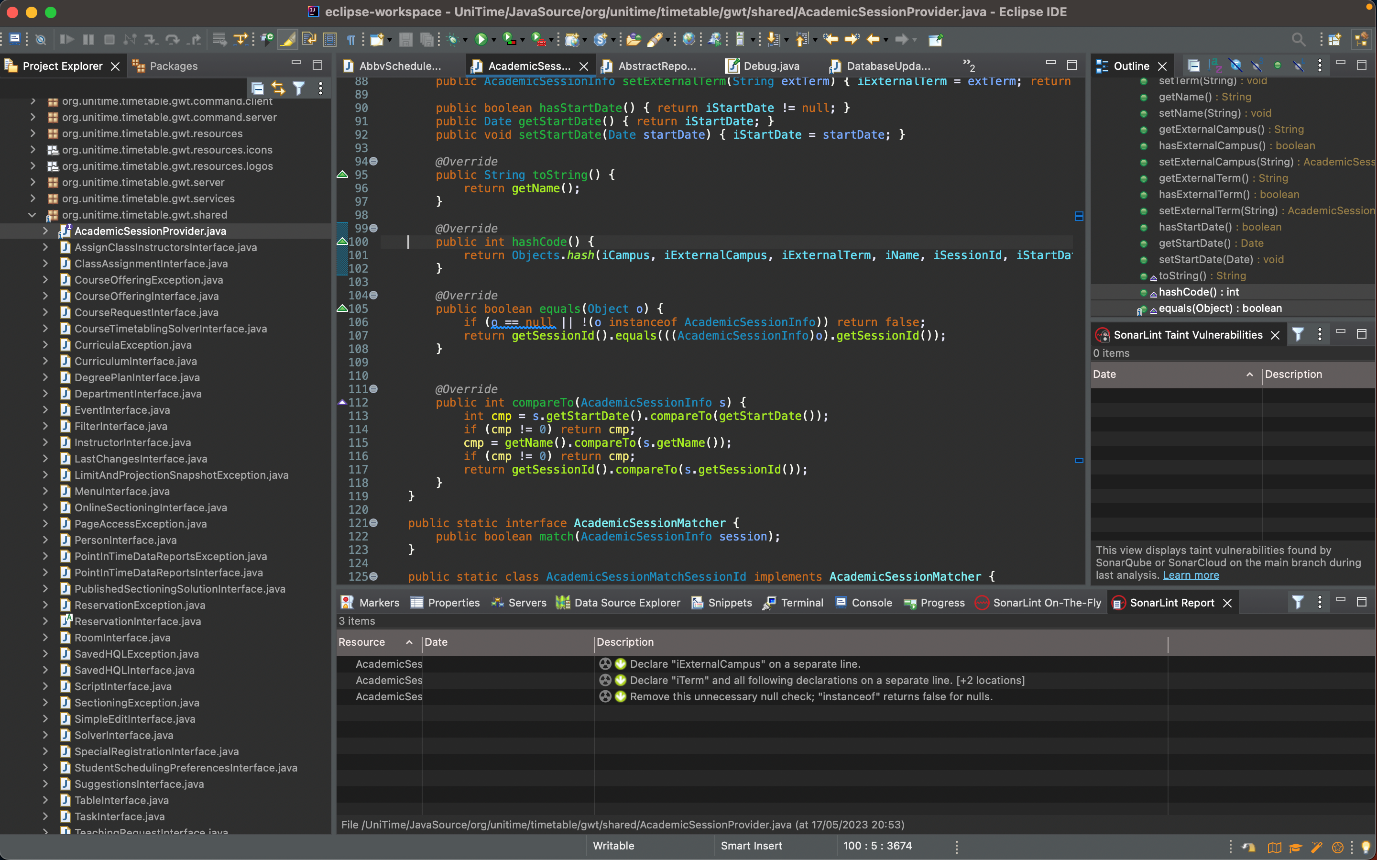 eclipse-workspace - UniTime/JavaSource/org/unitime/timetable/gwt/shared/AcademicSessionProvider.java - Eclipse IDE
Project Explorer
Packages
org.unitime.timetable.gwt.command.client
org.unitime.timetable.gwt.command.server
org.unitime.timetable.gwt.resources
org.unitime.timetable.gwt.resources.icons
org.unitime.timetable.gwt.resources.logos
org.unitime.timetable.gwt.server
org.unitime.timetable.gwt.services
org.unitime.timetable.gwt.shared
AcademicSessionProvider.java
AssignClassInstructorsInterface.java
ClassAssignmentInterface.java
CourseOfferingException.java
CourseOfferingInterface.java
CourseRequestInterface.java
CourseTimetablingSolverInterface.java
CurriculaException.java
CurriculumInterface.java
DegreePlanInterface.java
DepartmentInterface.java
EventInterface.java
FilterInterface.java
InstructorInterface.java
LastChangesInterface.java
LimitAndProjectionSnapshotException.java
MenuInterface.java
OnlineSectioningInterface.java
PageAccessException.java
PersonInterface.java
PointInTimeDataReportsException.java
PointInTimeDataReportsInterface.java
PublishedSectioningSolutionInterface.java
ReservationException.java
ReservationInterface.java
RoomInterface.java
SavedHQLException.java
SavedHQLInterface.java
ScriptInterface.java
SectioningException.java
SimpleEditInterface.java
SolverInterface.java
SpecialRegistrationInterface.java
StudentSchedulingPreferencesInterface.java
SuggestionsInterface.java
TableInterface.java
TaskInterface.java
TeachingRequestInterface.java
AbbvSchedule...
AcademicSess...
AbstractRepo...
Debug.java
DatabaseUpda...
»2
88 public AcademicSessionInfo setExternalTerm(String extTerm) { iExternalTerm = extTerm; return
89
90 public boolean hasStartDate() { return iStartDate != null; }
91 public Date getStartDate() { return iStartDate; }
92 public void setStartDate(Date startDate) { iStartDate = startDate; }
93
94 @Override
95 public String toString() {
96 return getName();
97 }
98
99 @Override
100 public int hashCode() {
101 return Objects.hash(iCampus, iExternalCampus, iExternalTerm, iName, iSessionId, iStartDa
102 }
103
104 @Override
105 public boolean equals(Object o) {
106 if (o == null || !(o instanceof AcademicSessionInfo)) return false;
107 return getSessionId().equals(((AcademicSessionInfo)o).getSessionId());
108 }
109
110
111 @Override
112 public int compareTo(AcademicSessionInfo s) {
113 int cmp = s.getStartDate().compareTo(getStartDate());
114 if (cmp != 0) return cmp;
115 cmp = getName().compareTo(s.getName());
116 if (cmp != 0) return cmp;
117 return getSessionId().compareTo(s.getSessionId());
118 }
119 }
120
121 public static interface AcademicSessionMatcher {
122 public boolean match(AcademicSessionInfo session);
123 }
124
125 public static class AcademicSessionMatchSessionId implements AcademicSessionMatcher {
Outline
setTerm(String) : void
getName() : String
setName(String) : void
getExternalCampus() : String
hasExternalCampus() : boolean
setExternalCampus(String) : AcademicSess
getExternalTerm() : String
hasExternalTerm() : boolean
setExternalTerm(String) : AcademicSession
hasStartDate() : boolean
getStartDate() : Date
setStartDate(Date) : void
toString() : String
hashCode() : int
equals(Object) : boolean
SonarLint Taint Vulnerabilities
0 items
Date
Description
This view displays taint vulnerabilities found by
SonarQube or SonarCloud on the main branch during
last analysis. Learn more
Markers
Properties
Servers
Data Source Explorer
Snippets
Terminal
Console
Progress
SonarLint On-The-Fly
SonarLint Report
3 items
Resource
Date
Description
AcademicSes Declare "iExternalCampus" on a separate line.
AcademicSes Declare "iTerm" and all following declarations on a separate line. [+2 locations]
AcademicSes Remove this unnecessary null check; "instanceof" returns false for nulls.
File /UniTime/JavaSource/org/unitime/timetable/gwt/shared/AcademicSessionProvider.java (at 17/05/2023 20:53)
Writable
Smart Insert
100 : 5 : 3674